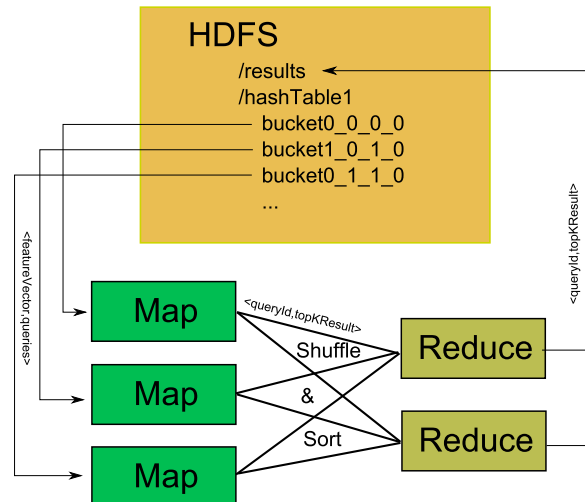 HDFS
/results
/hashTable1
bucket0_0_0_0
bucket1_0_1_0
bucket0_1_1_0
...
<featureVector,queries>
<queryId,topKResult>
<queryId,topKResult>
Map
Shuffle
Reduce
Map
&
Sort
Reduce
Map